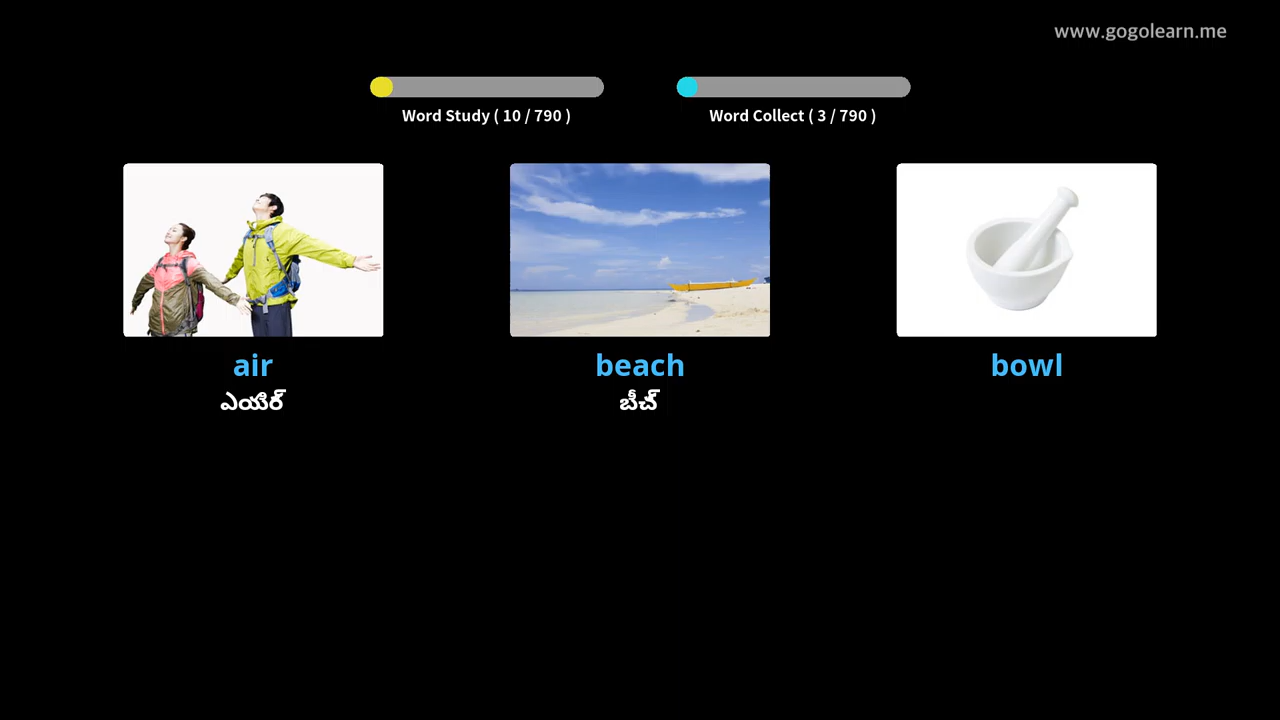 www.gogolearn.me
Word Study ( 10 / 790 )
Word Collect ( 3 / 790 )
air
beach
bowl
ఎయిర్
బీచ్